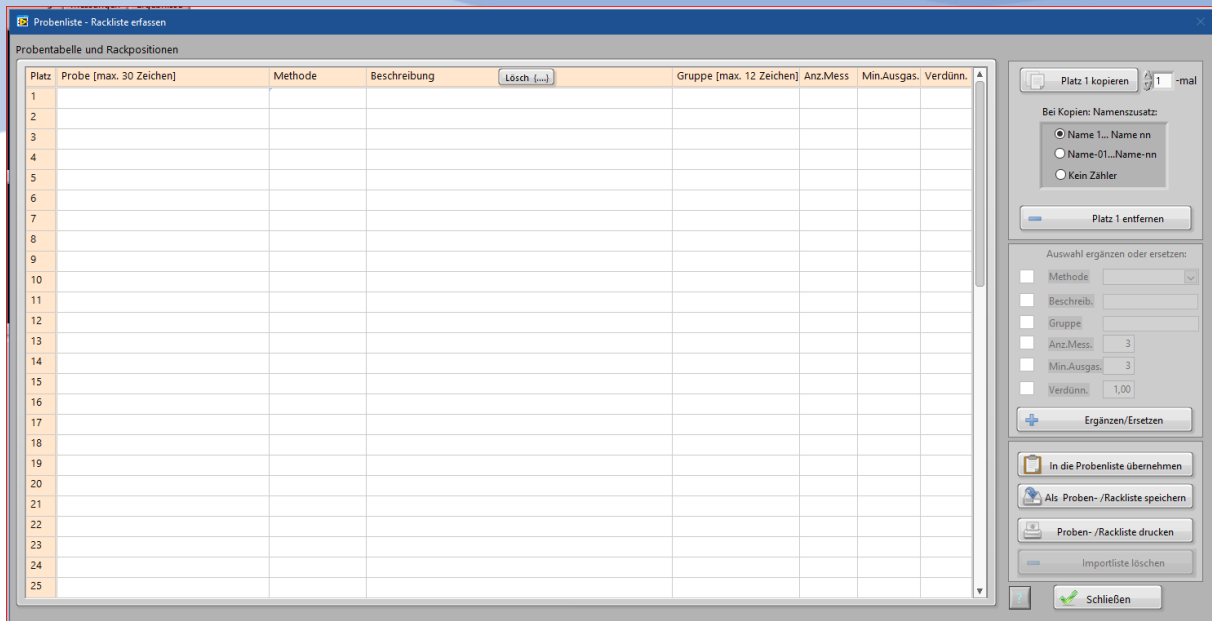 Probenliste - Rackliste erfassen
Probentabelle und Rackpositionen
Platz Probe [max. 30 Zeichen] Methode Beschreibung Lösch {....} Gruppe [max. 12 Zeichen] Anz.Mess Min.Ausgas. Verdünn.
1
2
3
4
5
6
7
8
9
10
11
12
13
14
15
16
17
18
19
20
21
22
23
24
25
Platz 1 kopieren 1 -mal
Bei Kopien: Namenszusatz:
Name 1... Name nn
Name-01...Name-nn
Kein Zähler
Platz 1 entfernen
Auswahl ergänzen oder ersetzen:
Methode
Beschreib.
Gruppe
Anz.Mess. 3
Min.Ausgas. 3
Verdünn. 1,00
Ergänzen/Ersetzen
In die Probenliste übernehmen
Als Proben- /Rackliste speichern
Proben- /Rackliste drucken
Importliste löschen
? Schließen